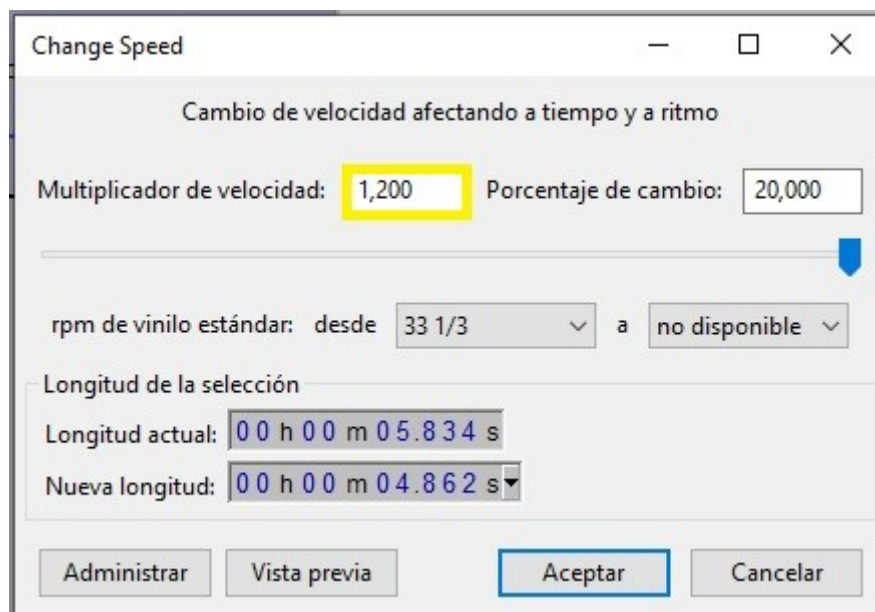 Change Speed
Cambio de velocidad afectando a tiempo y a ritmo
Multiplicador de velocidad: 1,200 Porcentaje de cambio: 20,000
rpm de vinilo estándar: desde 33 1/3 a no disponible
Longitud de la selección
Longitud actual: 00 h 00 m 05.834 s
Nueva longitud: 00 h 00 m 04.862 s
Administrar Vista previa Aceptar Cancelar